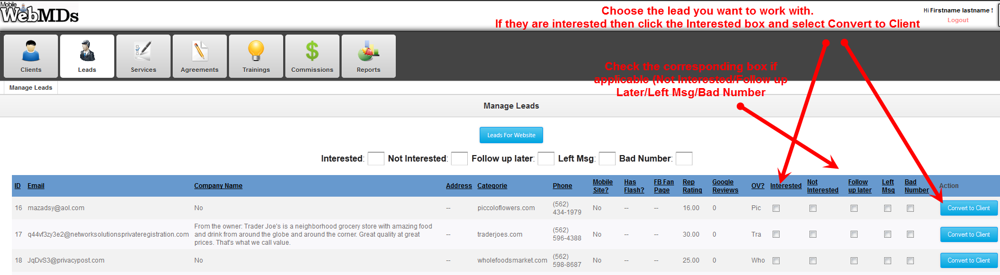 Mobile
WebMDs
Choose the lead you want to work with.
If they are interested then click the Interested box and select Convert to Client
Hi Firstname lastname !
Logout
Clients
Leads
Services
Agreements
Trainings
Commissions
Reports
Check the corresponding box if
applicable (Not Interested/Follow up
Later/Left Msg/Bad Number
Manage Leads
Manage Leads
Leads For Website
Interested: Not Interested: Follow up later: Left Msg: Bad Number:
ID Email Company Name Address Categorie Phone Mobile Site? Has Flash? FB Fan Page Rep Rating Google Reviews OV? Interested Not Interested Follow up later Left Msg Bad Number Action
16 mazadsy@aol.com No -- piccoloflowers.com (562) 434-1979 No -- -- 16.00 0 Pic Convert to Client
17 q44vf3zy3e2@networksolutionsprivateregistration.com From the owner: Trader Joe's is a neighborhood grocery store with amazing food
and drink from around the globe and around the corner. Great quality at great
prices. That's what we call value. -- traderjoes.com (562) 596-4388 No -- -- 30.00 0 Tra Convert to Client
18 JqDvS3@privacypost.com No -- wholefoodsmarket.com (562) 598-8687 No -- -- 25.00 0 Who Convert to Client